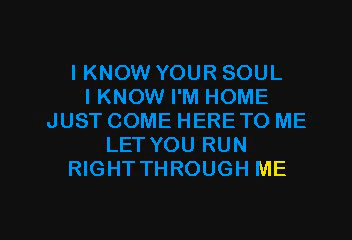 I KNOW YOUR SOUL
I KNOW I'M HOME
JUST COME HERE TO ME
LET YOU RUN
RIGHT THROUGH ME